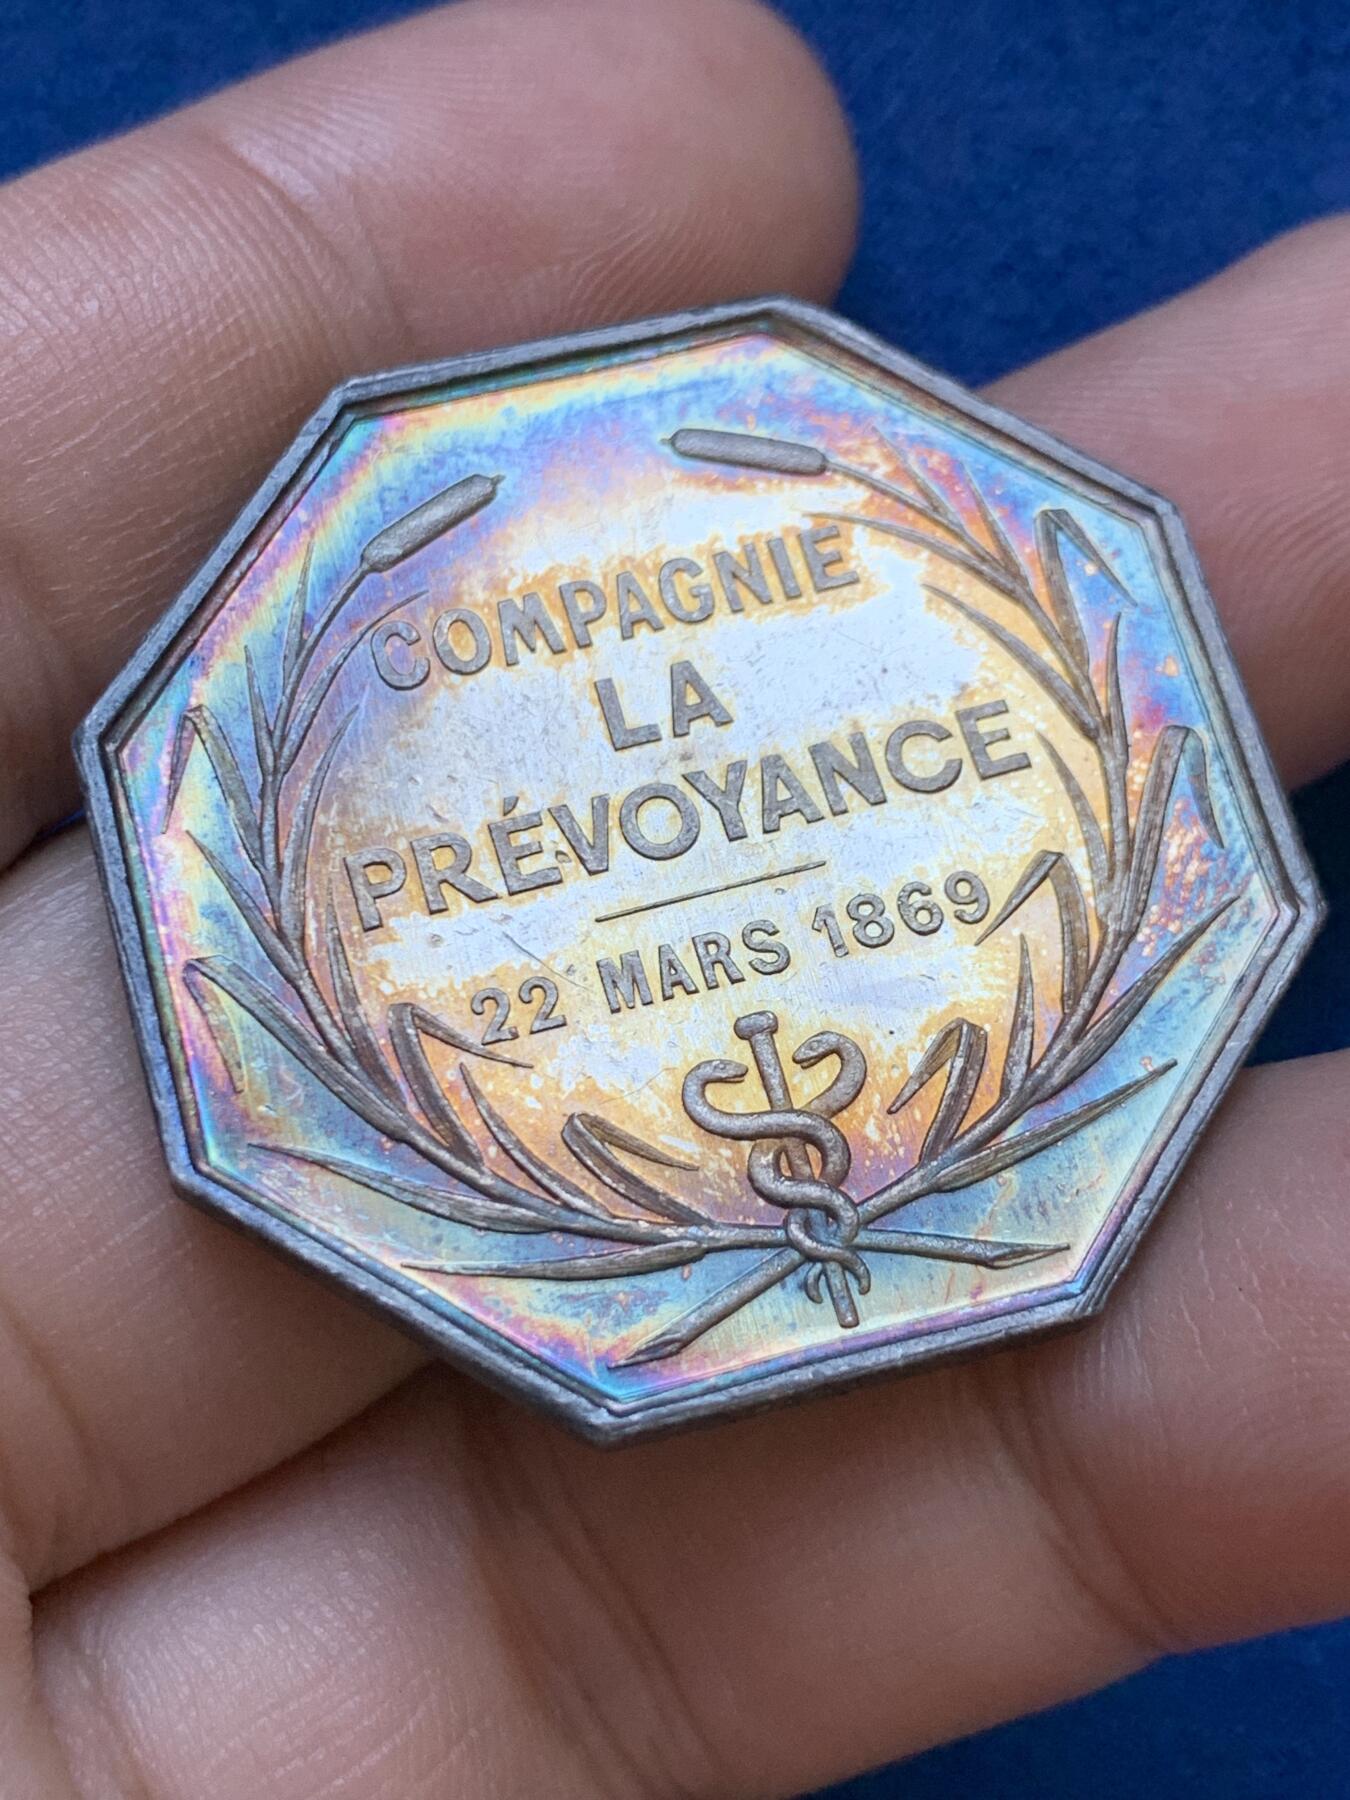 COMPAGNIE
LA
PRÉVOYANCE
22 MARS 1869